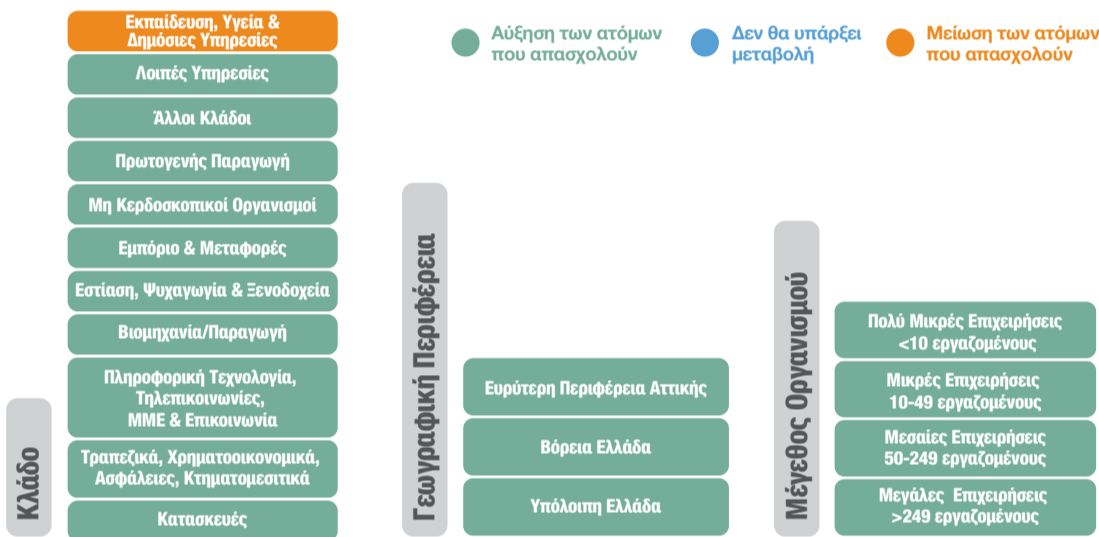 Εκπαίδευση, Υγεία &
Δημόσιες Υπηρεσίες
Λοιπές Υπηρεσίες
Άλλοι Κλάδοι
Πρωτογενής Παραγωγή
Μη Κερδοσκοπικοί Οργανισμοί
Εμπόριο & Μεταφορές
Εστίαση, Ψυχαγωγία & Ξενοδοχεία
Βιομηχανία/Παραγωγή
Πληροφορική Τεχνολογία,
Τηλεπικοινωνίες,
ΜΜΕ & Επικοινωνία
Τραπεζικά, Χρηματοοικονομικά,
Ασφάλειες, Κτηματομεσιτικά
Κατασκευές
Κλάδο
Αύξηση των ατόμων
που απασχολούν
Δεν θα υπάρξει
μεταβολή
Μείωση των ατόμων
που απασχολούν
Γεωγραφική Περιφέρεια
Ευρύτερη Περιφέρεια Αττικής
Βόρεια Ελλάδα
Υπόλοιπη Ελλάδα
Μέγεθος Οργανισμού
Πολύ Μικρές Επιχειρήσεις
<10 εργαζομένους
Μικρές Επιχειρήσεις
10-49 εργαζομένους
Μεσαίες Επιχειρήσεις
50-249 εργαζομένους
Μεγάλες Επιχειρήσεις
>249 εργαζομένους